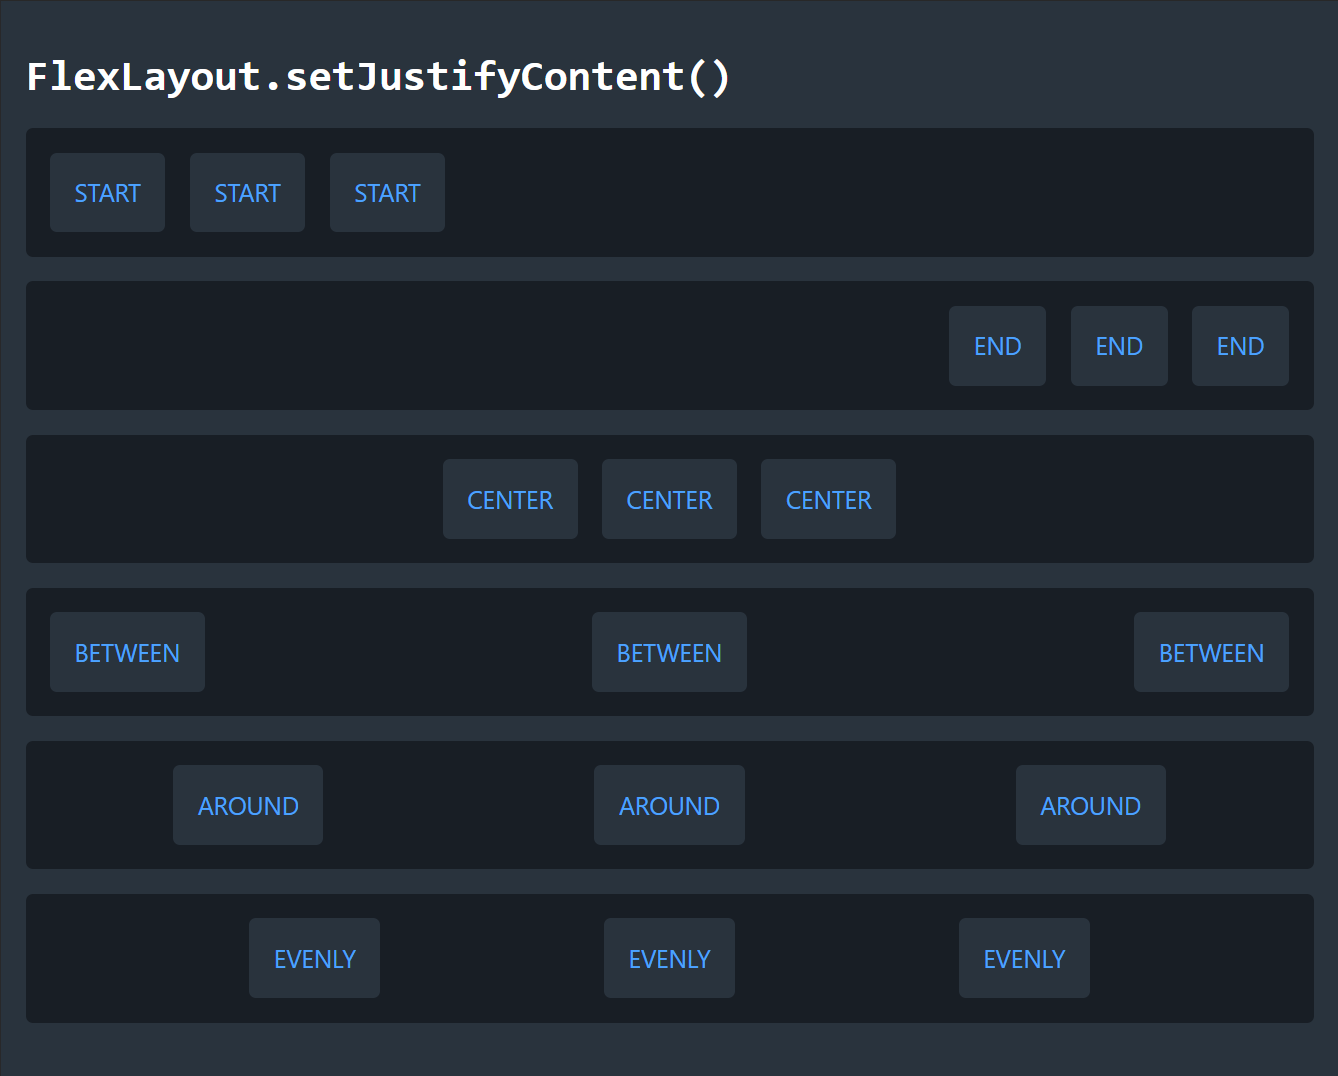 FlexLayout.setJustifyContent()
START START START
END END END
CENTER CENTER CENTER
BETWEEN BETWEEN BETWEEN
AROUND AROUND AROUND
EVENLY EVENLY EVENLY